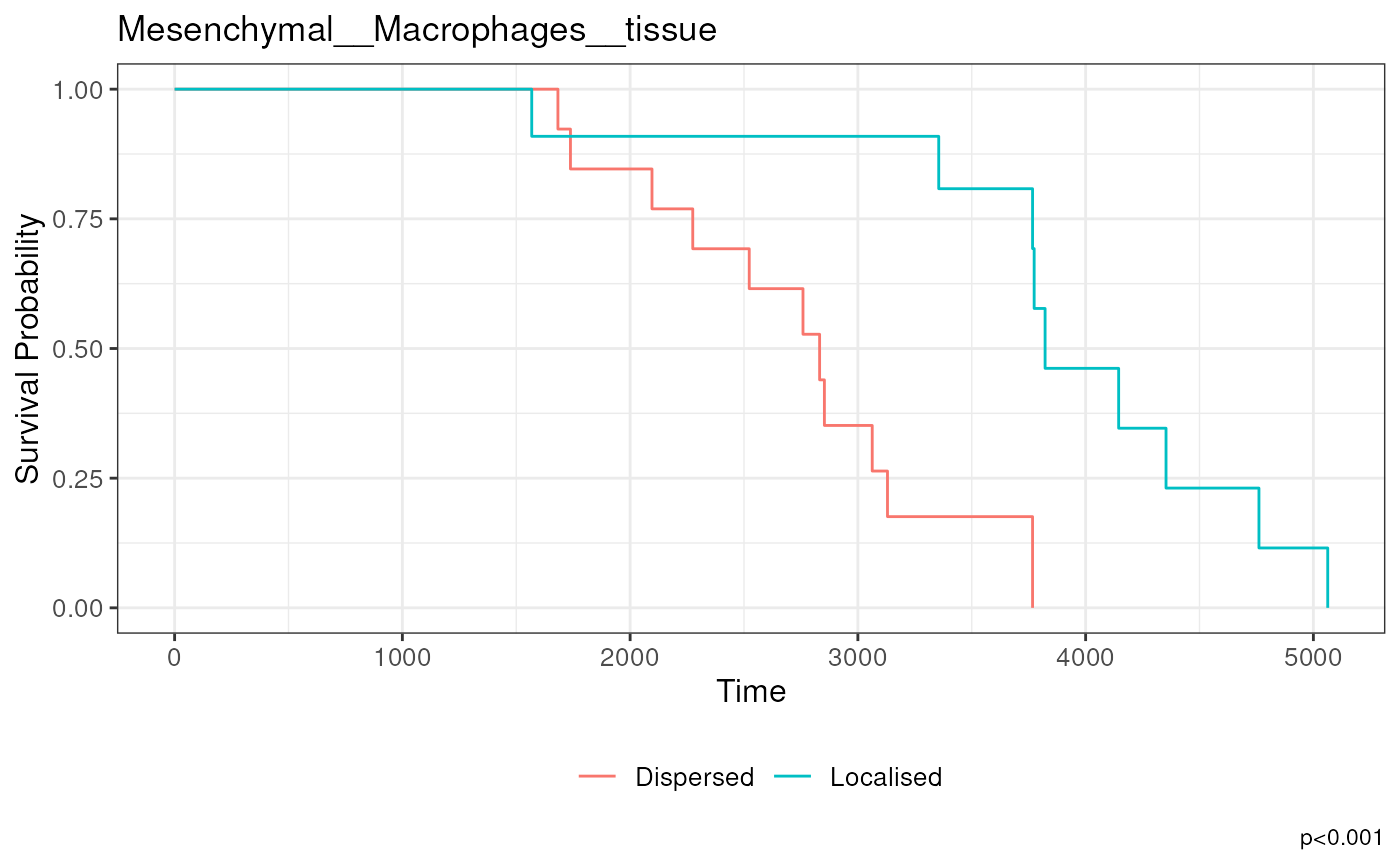 Mesenchymal__Macrophages__tissue
1.00
0.75
0.50
0.25
0.00
Survival Probability
0 1000 2000 3000 4000 5000
Time
Dispersed Localised
p<0.001